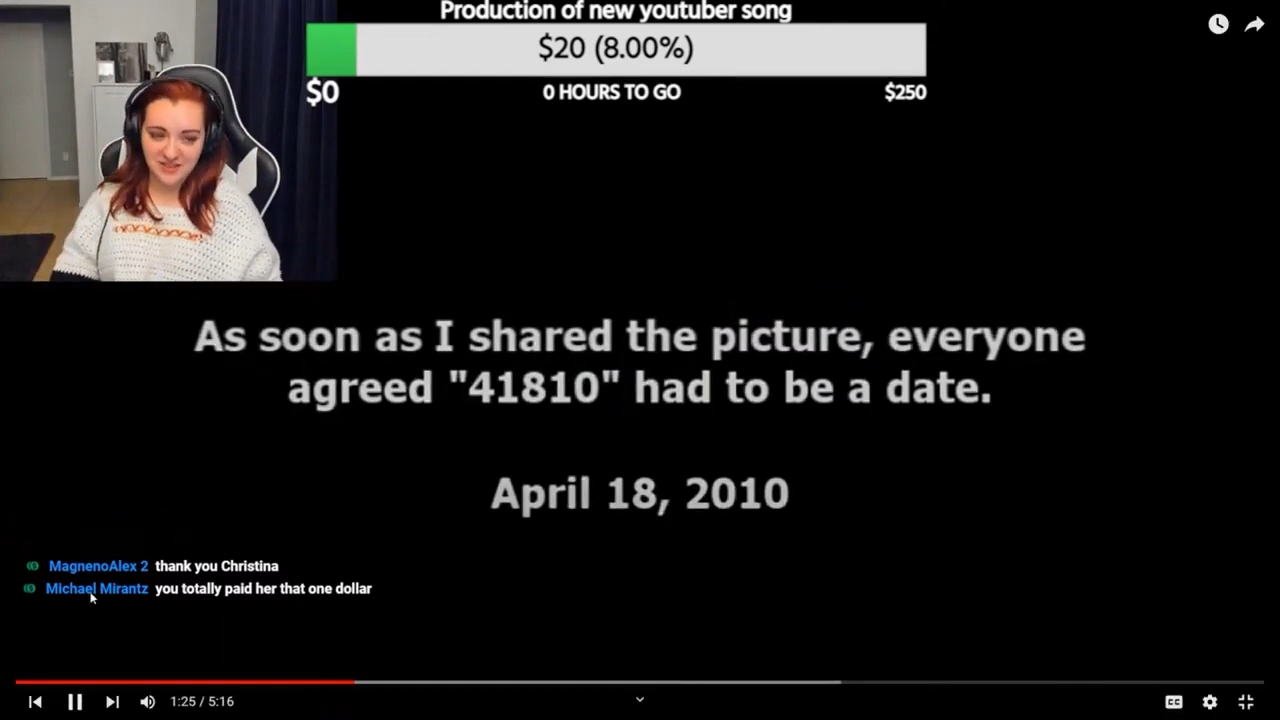 Production of new youtuber song
$20 (8.00%)
$0 0 HOURS TO GO $250
As soon as I shared the picture, everyone
agreed "41810" had to be a date.
April 18, 2010
MagnenoAlex 2 thank you Christina
Michael Mirantz you totally paid her that one dollar
1:25 / 5:16
CC